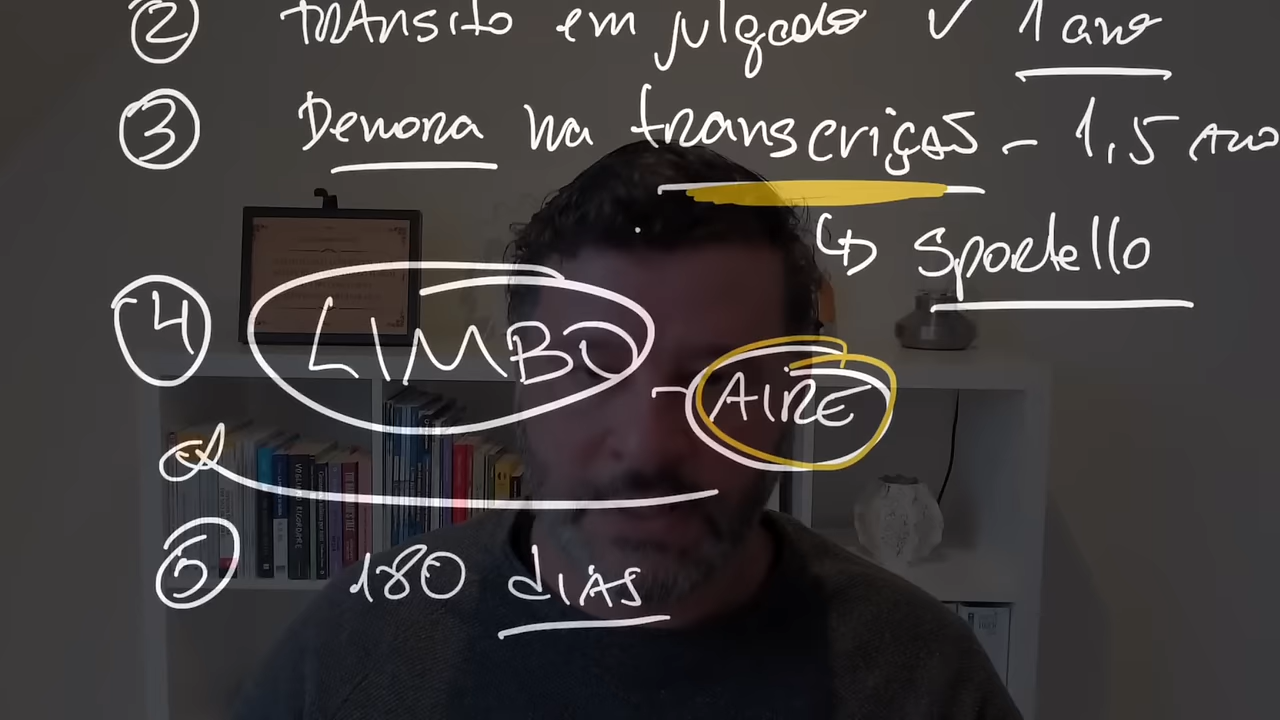 ② trânsito em julgado ✓ 1 ano
③ Demora na transcrição - 1,5 Ano
↳ Sportello
④ LIMBO - AIRE
⑤ 180 dias